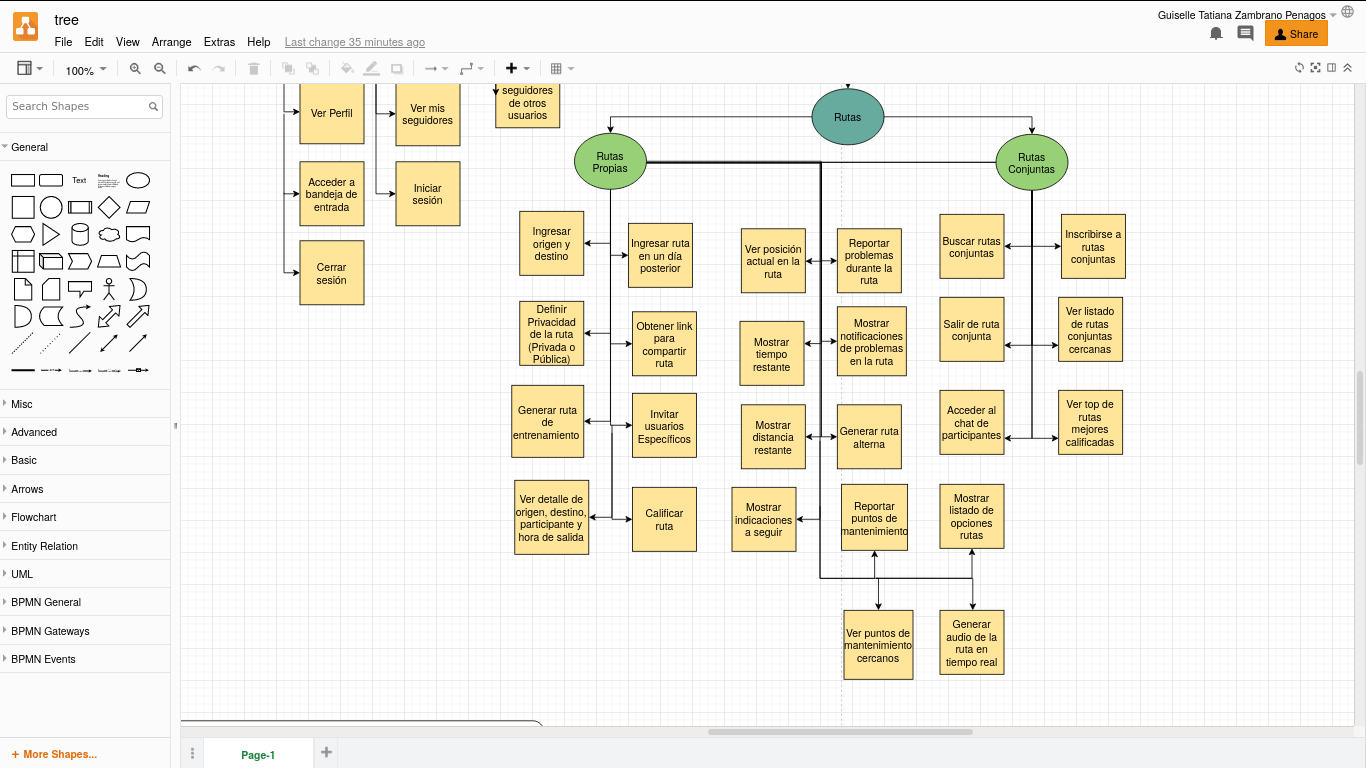 tree
Guiselle Tatiana Zambrano Penagos
File Edit View Arrange Extras Help Last change 35 minutes ago
Share
100%
Search Shapes
General
Text
Heading
Misc
Advanced
Basic
Arrows
Flowchart
Entity Relation
UML
BPMN General
BPMN Gateways
BPMN Events
+ More Shapes...
Page-1
Ver Perfil
Ver mis
seguidores
seguidores
de otros
usuarios
Acceder a
bandeja de
entrada
Iniciar
sesión
Cerrar
sesión
Rutas
Rutas
Propias
Rutas
Conjuntas
Ingresar
origen y
destino
Ingresar ruta
en un día
posterior
Ver posición
actual en la
ruta
Reportar
problemas
durante la
ruta
Buscar rutas
conjuntas
Inscribirse a
rutas
conjuntas
Definir
Privacidad
de la ruta
(Privada o
Pública)
Obtener link
para
compartir
ruta
Mostrar
tiempo
restante
Mostrar
notificaciones
de problemas
en la ruta
Salir de ruta
conjunta
Ver listado
de rutas
conjuntas
cercanas
Generar ruta
de
entrenamiento
Invitar
usuarios
Específicos
Mostrar
distancia
restante
Generar ruta
alterna
Acceder al
chat de
participantes
Ver top de
rutas
mejores
calificadas
Ver detalle de
origen, destino,
participante y
hora de salida
Calificar
ruta
Mostrar
indicaciones
a seguir
Reportar
puntos de
mantenimiento
Mostrar
listado de
opciones
rutas
Ver puntos de
mantenimiento
cercanos
Generar
audio de la
ruta en
tiempo real